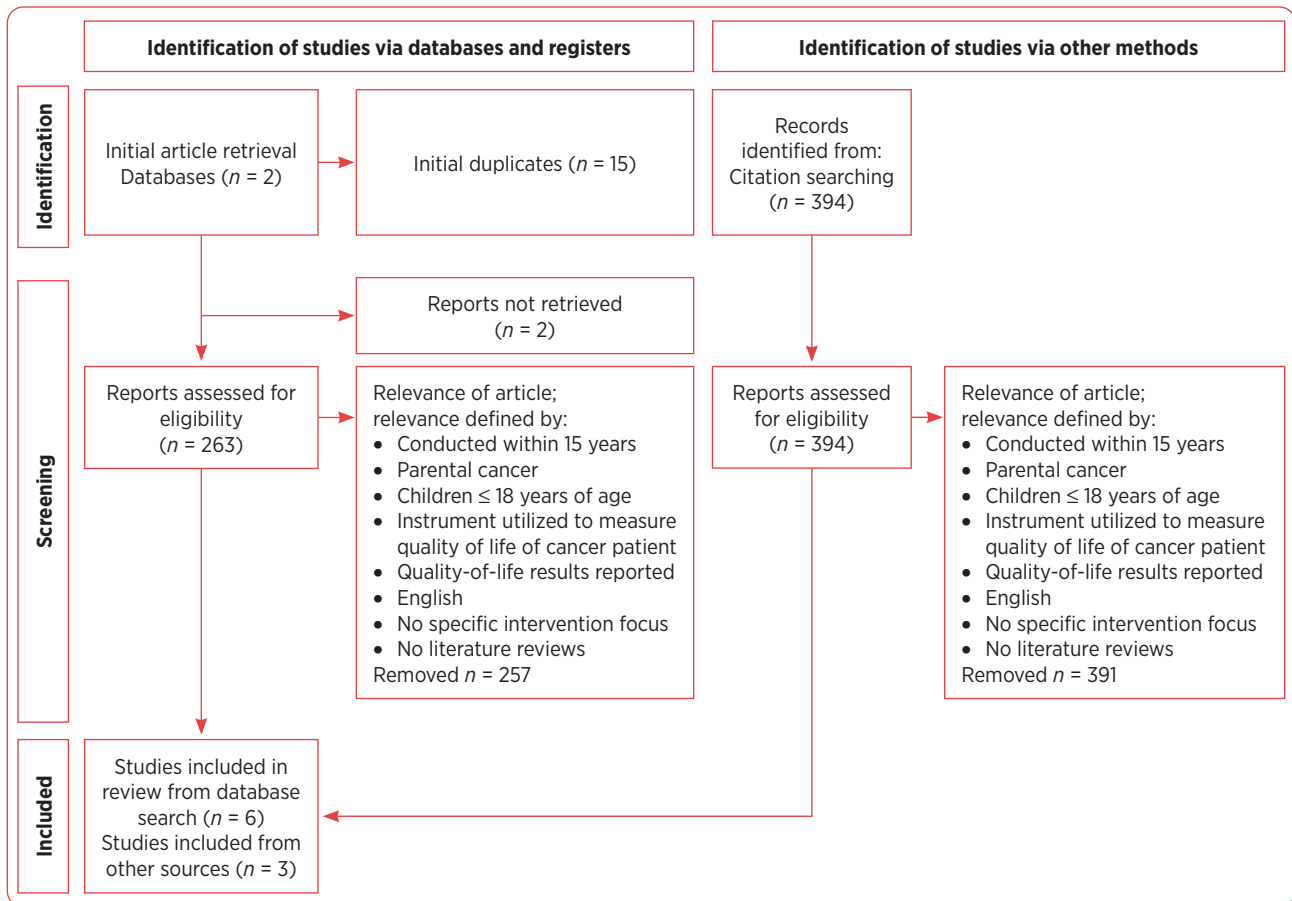 Identification of studies via databases and registers
Identification of studies via other methods
Identification
Initial article retrieval
Databases (n = 2)
Initial duplicates (n = 15)
Records
identified from:
Citation searching
(n = 394)
Screening
Reports not retrieved
(n = 2)
Reports assessed for
eligibility
(n = 263)
Relevance of article;
relevance defined by:
• Conducted within 15 years
• Parental cancer
• Children ≤ 18 years of age
• Instrument utilized to measure
quality of life of cancer patient
• Quality-of-life results reported
• English
• No specific intervention focus
• No literature reviews
Removed n = 257
Reports assessed
for eligibility
(n = 394)
Relevance of article;
relevance defined by:
• Conducted within 15 years
• Parental cancer
• Children ≤ 18 years of age
• Instrument utilized to measure
quality of life of cancer patient
• Quality-of-life results reported
• English
• No specific intervention focus
• No literature reviews
Removed n = 391
Included
Studies included in
review from database
search (n = 6)
Studies included from
other sources (n = 3)